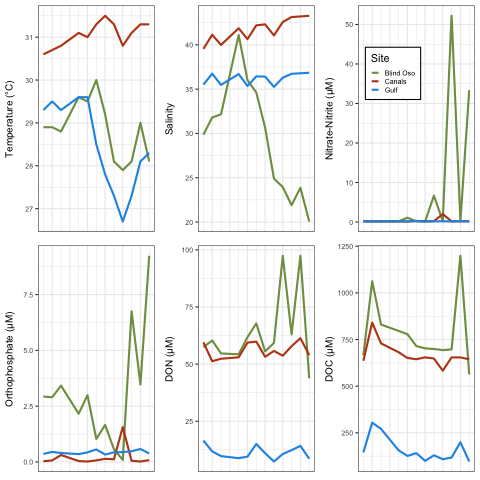 Temperature (°C)
31
30
29
28
27
Salinity
40
35
30
25
20
Nitrate-Nitrite (µM)
50
40
30
20
10
0
Site
Blind Oso
Canals
Gulf
Orthophosphate (µM)
7.5
5.0
2.5
0.0
DON (µM)
100
75
50
25
DOC (µM)
1250
1000
750
500
250